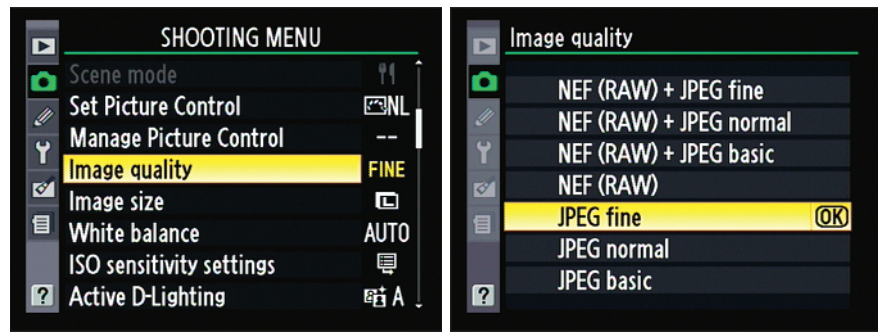 SHOOTING MENU
Scene mode
Set Picture Control NL
Manage Picture Control --
Image quality FINE
Image size L
White balance AUTO
ISO sensitivity settings
Active D-Lighting A
?
Image quality
NEF (RAW) + JPEG fine
NEF (RAW) + JPEG normal
NEF (RAW) + JPEG basic
NEF (RAW)
JPEG fine OK
JPEG normal
JPEG basic
?